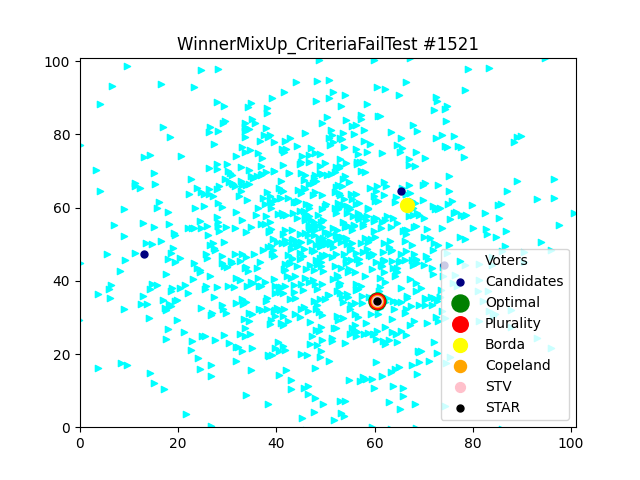 WinnerMixUp_CriteriaFailTest #1521
100
80
60
40
20
0
0 20 40 60 80 100
Voters
Candidates
Optimal
Plurality
Borda
Copeland
STV
STAR